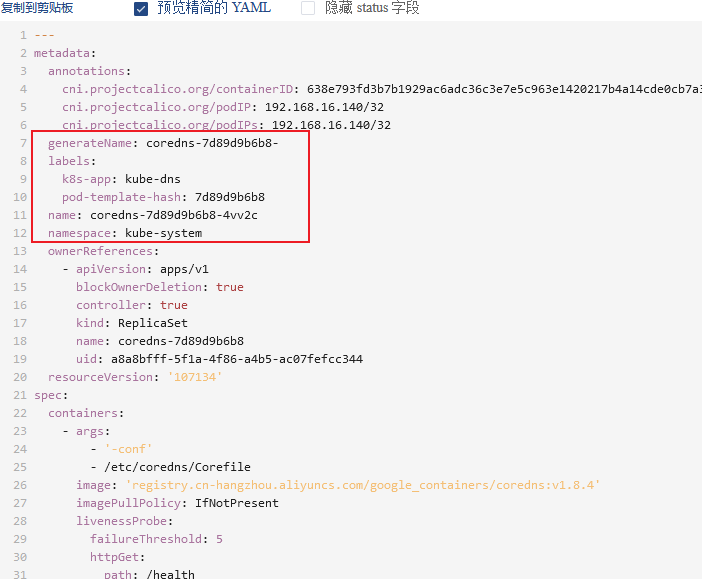 复制到剪贴板 预览精简的 YAML 隐藏 status 字段
1 ---
2 metadata:
3   annotations:
4     cni.projectcalico.org/containerID: 638e793fd3b7b1929ac6adc36c3e7e5c963e1420217b4a14cde0cb7a3
5     cni.projectcalico.org/podIP: 192.168.16.140/32
6     cni.projectcalico.org/podIPs: 192.168.16.140/32
7   generateName: coredns-7d89d9b6b8-
8   labels:
9     k8s-app: kube-dns
10     pod-template-hash: 7d89d9b6b8
11   name: coredns-7d89d9b6b8-4vv2c
12   namespace: kube-system
13   ownerReferences:
14     - apiVersion: apps/v1
15       blockOwnerDeletion: true
16       controller: true
17       kind: ReplicaSet
18       name: coredns-7d89d9b6b8
19       uid: a8a8bfff-5f1a-4f86-a4b5-ac07fefcc344
20   resourceVersion: '107134'
21 spec:
22   containers:
23     - args:
24         - '-conf'
25         - /etc/coredns/Corefile
26       image: 'registry.cn-hangzhou.aliyuncs.com/google_containers/coredns:v1.8.4'
27       imagePullPolicy: IfNotPresent
28       livenessProbe:
29         failureThreshold: 5
30         httpGet:
31           path: /health